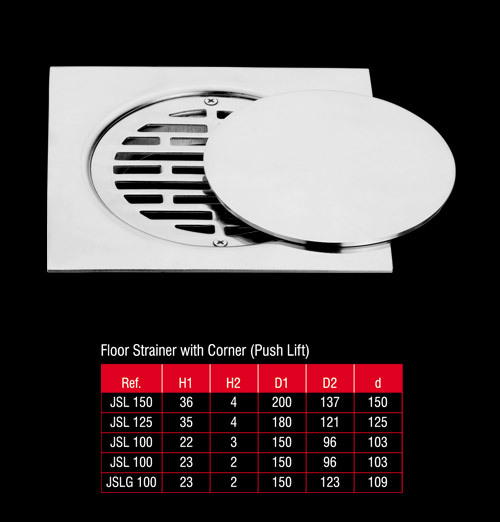 Floor Strainer with Corner (Push Lift)
Ref. H1 H2 D1 D2 d
JSL 150 36 4 200 137 150
JSL 125 35 4 180 121 125
JSL 100 22 3 150 96 103
JSL 100 23 2 150 96 103
JSLG 100 23 2 150 123 109